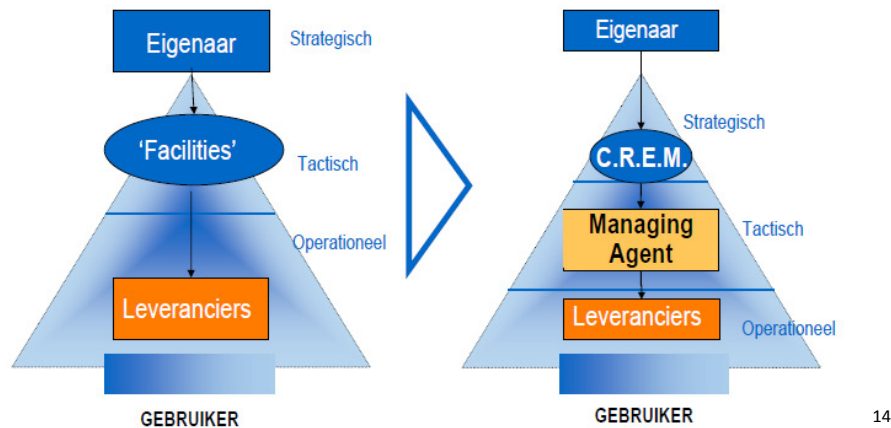 Eigenaar
Strategisch
'Facilities'
Tactisch
Operationeel
Leveranciers
GEBRUIKER
Eigenaar
Strategisch
C.R.E.M.
Managing
Agent
Tactisch
Leveranciers
Operationeel
GEBRUIKER
14